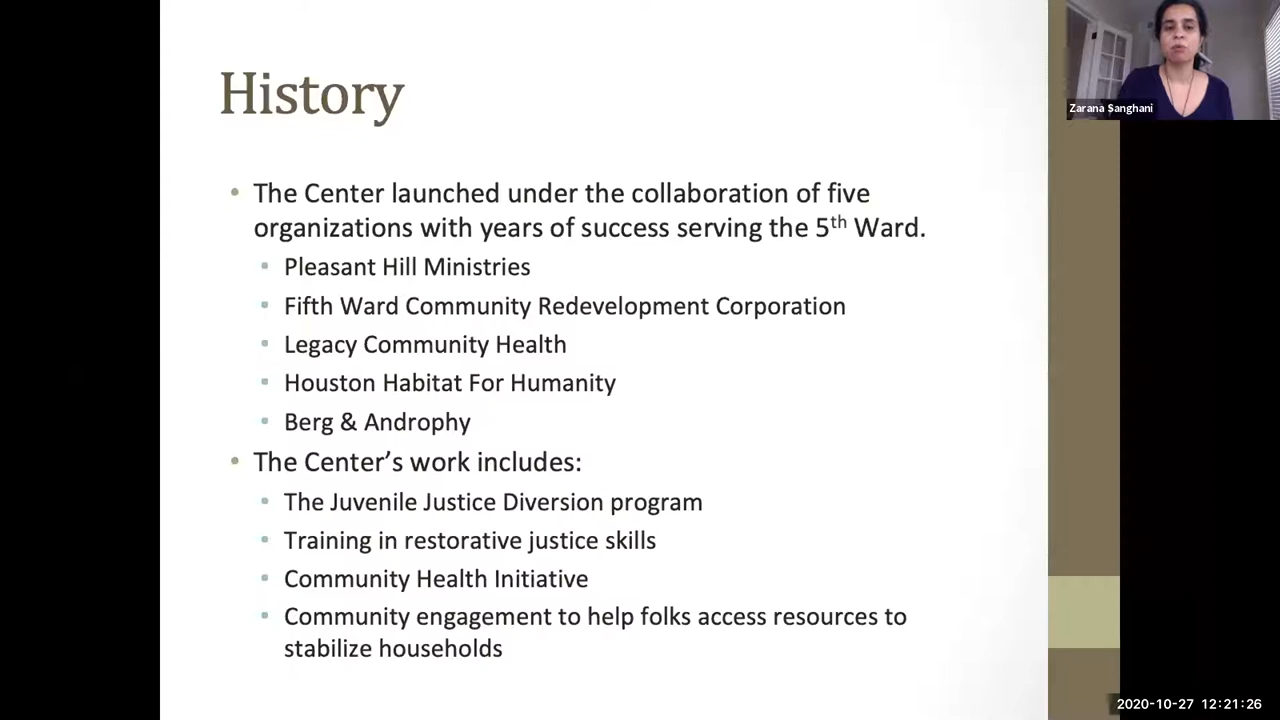 History
• The Center launched under the collaboration of five
organizations with years of success serving the 5th Ward.
• Pleasant Hill Ministries
• Fifth Ward Community Redevelopment Corporation
• Legacy Community Health
• Houston Habitat For Humanity
• Berg & Androphy
• The Center’s work includes:
• The Juvenile Justice Diversion program
• Training in restorative justice skills
• Community Health Initiative
• Community engagement to help folks access resources to
stabilize households
Zarana Sanghani
2020-10-27 12:21:26